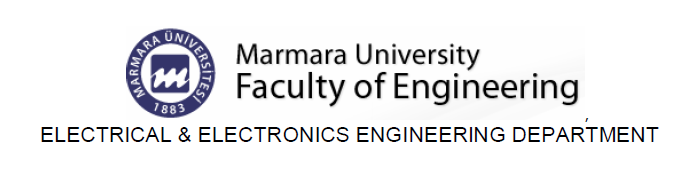 MARMARA ÜNİVERSİTESİ
m
1883
Marmara University
Faculty of Engineering
,
ELECTRICAL & ELECTRONICS ENGINEERING DEPARTMENT